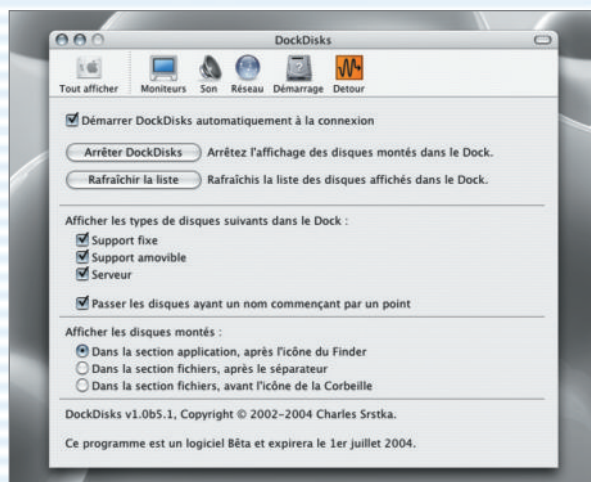 DockDisks
Tout afficher Moniteurs Son Réseau Démarrage Detour
Démarrer DockDisks automatiquement à la connexion
Arrêter DockDisks Arrêtez l'affichage des disques montés dans le Dock.
Rafraîchir la liste Rafraîchis la liste des disques affichés dans le Dock.
Afficher les types de disques suivants dans le Dock :
Support fixe
Support amovible
Serveur
Passer les disques ayant un nom commençant par un point
Afficher les disques montés :
Dans la section application, après l'icône du Finder
Dans la section fichiers, après le séparateur
Dans la section fichiers, avant l'icône de la Corbeille
DockDisks v1.0b5.1, Copyright © 2002-2004 Charles Srstka.
Ce programme est un logiciel Bêta et expirera le 1er juillet 2004.